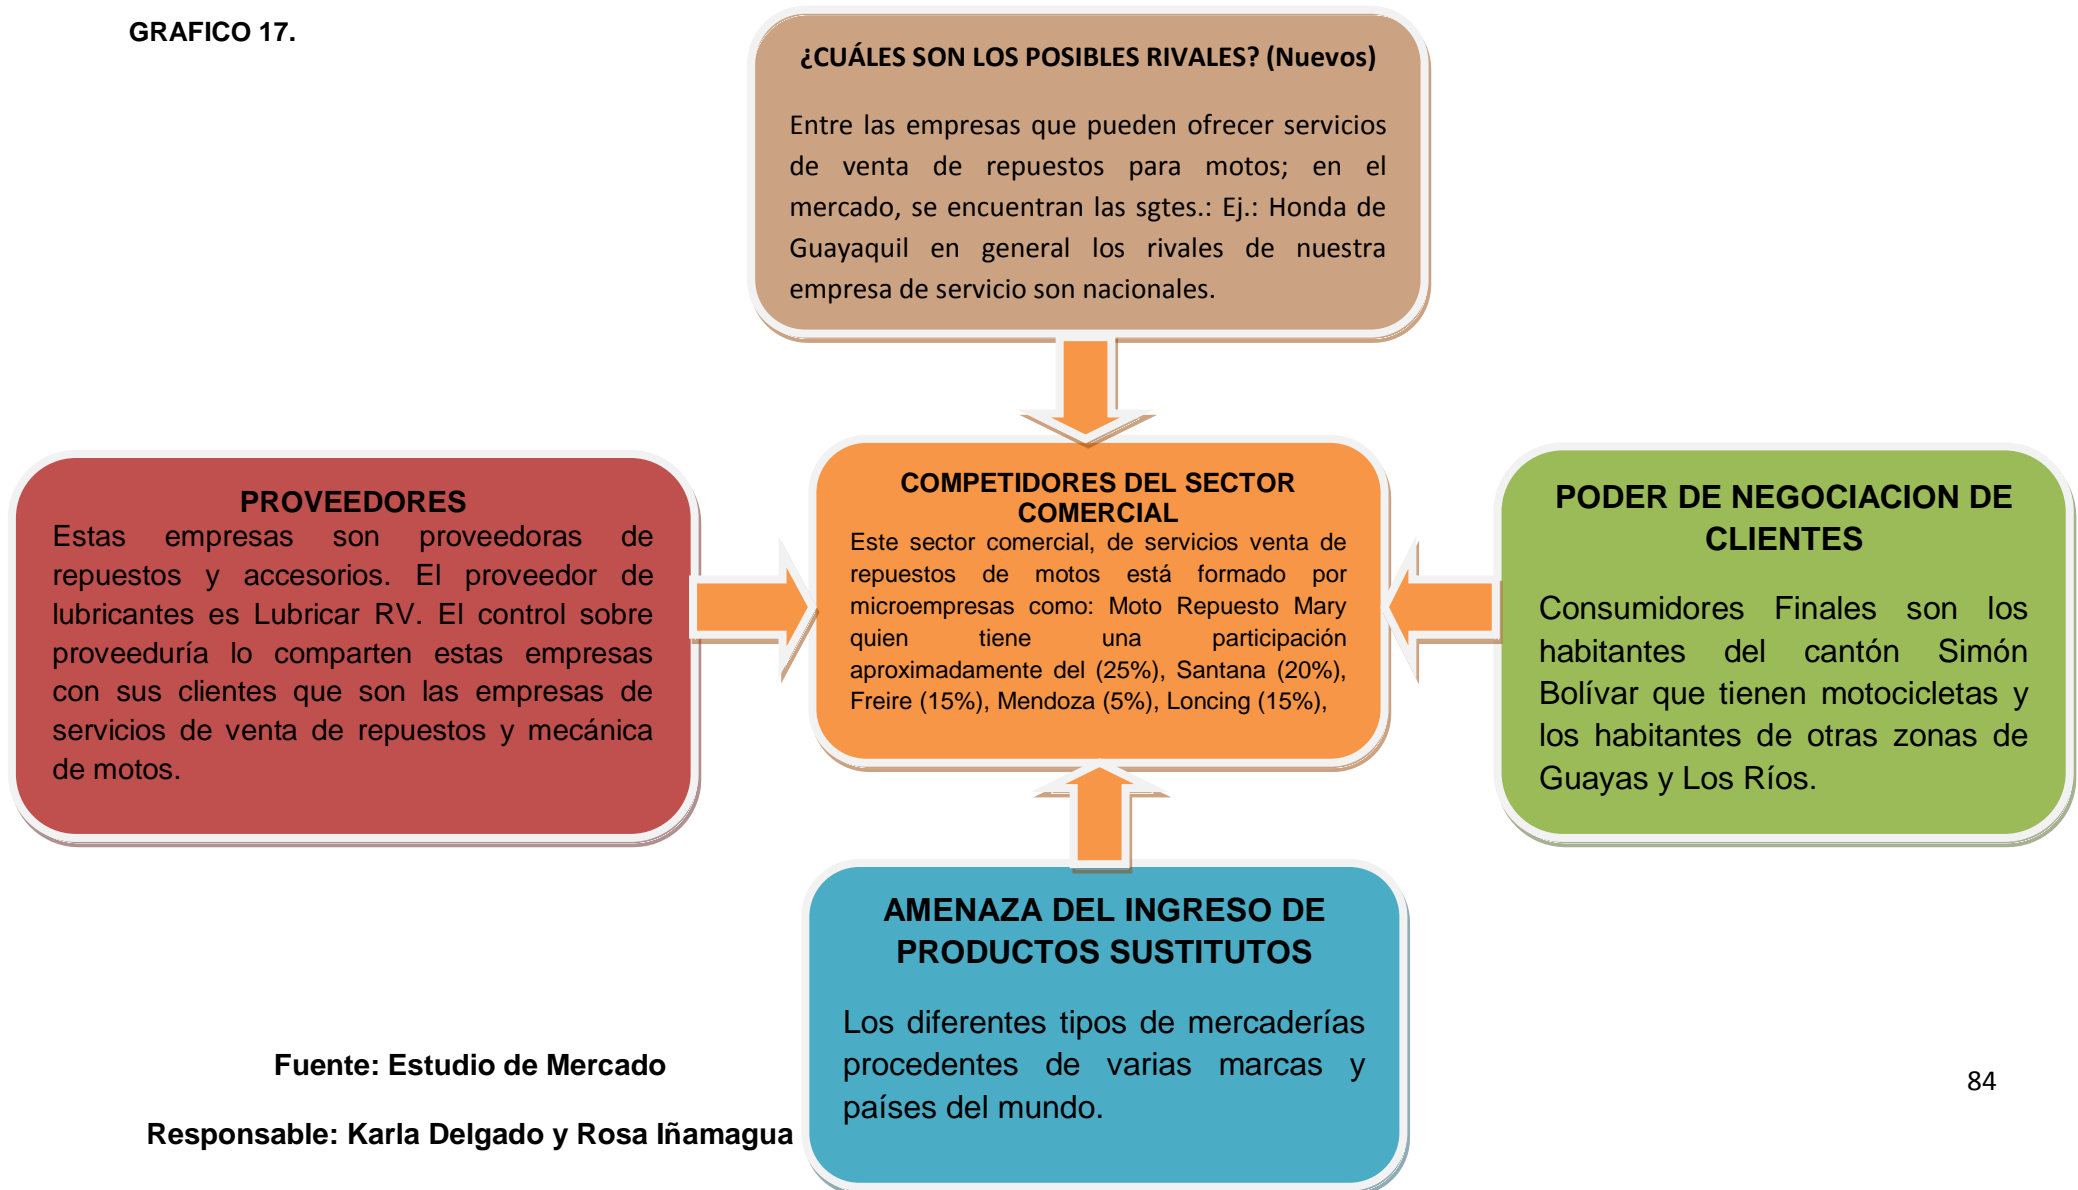 GRAFICO 17.
¿CUÁLES SON LOS POSIBLES RIVALES? (Nuevos)
Entre las empresas que pueden ofrecer servicios
de venta de repuestos para motos; en el
mercado, se encuentran las sgtes.: Ej.: Honda de
Guayaquil en general los rivales de nuestra
empresa de servicio son nacionales.
PROVEEDORES
Estas empresas son proveedoras de
repuestos y accesorios. El proveedor de
lubricantes es Lubricar RV. El control sobre
proveeduría lo comparten estas empresas
con sus clientes que son las empresas de
servicios de venta de repuestos y mecánica
de motos.
COMPETIDORES DEL SECTOR
COMERCIAL
Este sector comercial, de servicios venta de
repuestos de motos está formado por
microempresas como: Moto Repuesto Mary
quien tiene una participación
aproximadamente del (25%), Santana (20%),
Freire (15%), Mendoza (5%), Loncing (15%),
PODER DE NEGOCIACION DE
CLIENTES
Consumidores Finales son los
habitantes del cantón Simón
Bolívar que tienen motocicletas y
los habitantes de otras zonas de
Guayas y Los Ríos.
AMENAZA DEL INGRESO DE
PRODUCTOS SUSTITUTOS
Los diferentes tipos de mercaderías
procedentes de varias marcas y
países del mundo.
Fuente: Estudio de Mercado
Responsable: Karla Delgado y Rosa Iñamagua
84